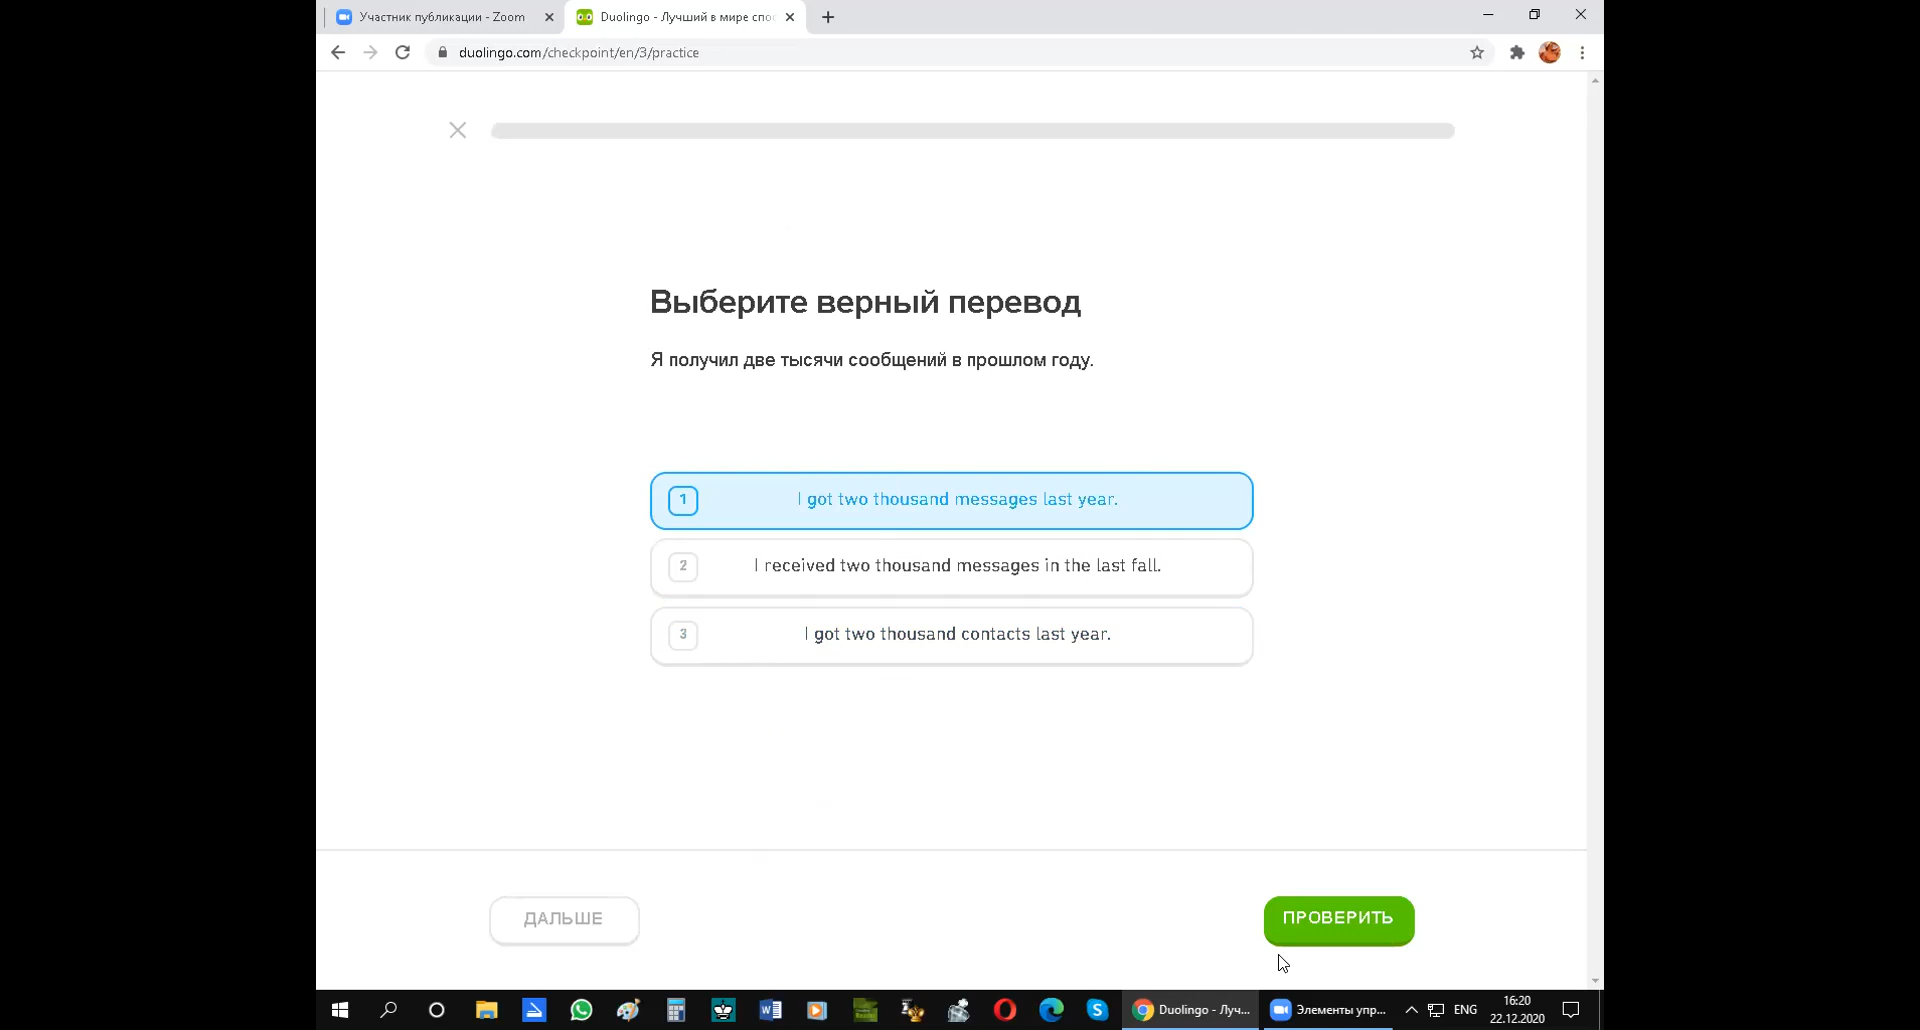 Участник публикации - Zoom
Duolingo - Лучший в мире спос
duolingo.com/checkpoint/en/3/practice
Выберите верный перевод
Я получил две тысячи сообщений в прошлом году.
1 I got two thousand messages last year.
2 I received two thousand messages in the last fall.
3 I got two thousand contacts last year.
ДАЛЬШЕ
ПРОВЕРИТЬ
Duolingo - Луч...
Элементы упр...
ENG
16:20
22.12.2020